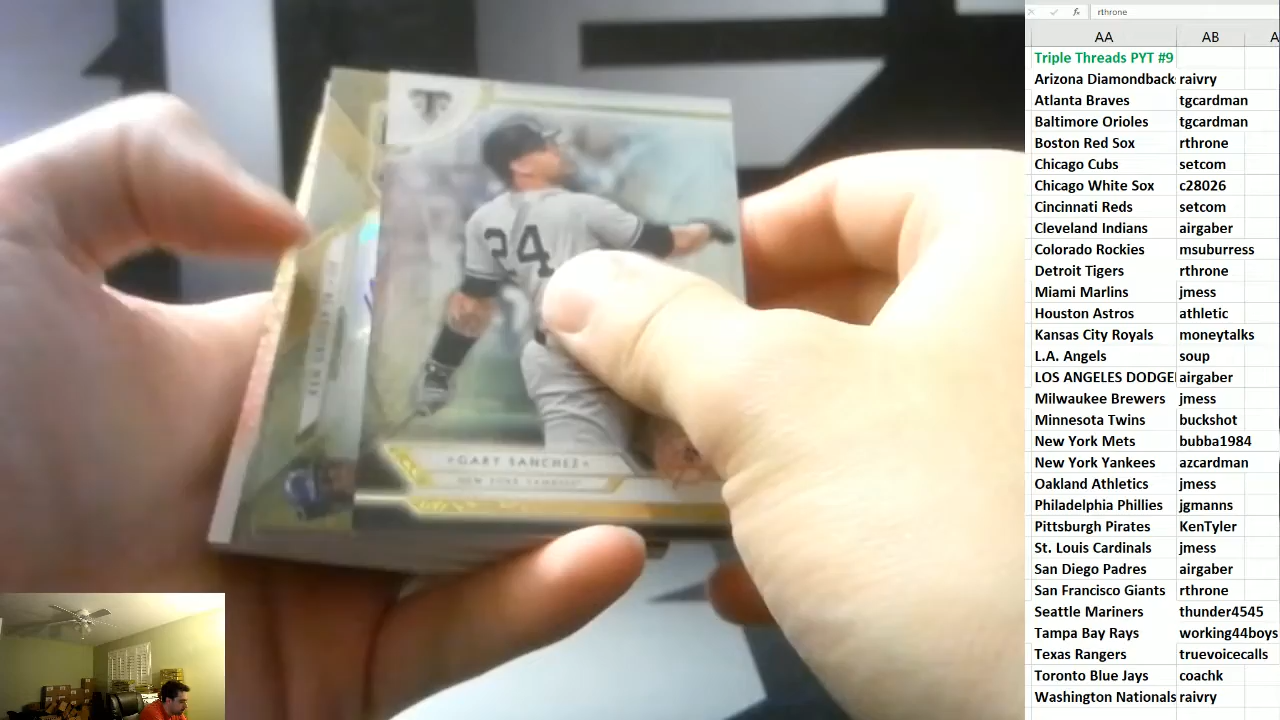 rthrone
AA AB
Triple Threads PYT #9
Arizona Diamondback raivry
Atlanta Braves tgcardman
Baltimore Orioles tgcardman
Boston Red Sox rthrone
Chicago Cubs setcom
Chicago White Sox c28026
Cincinnati Reds setcom
Cleveland Indians airgaber
Colorado Rockies msuburress
Detroit Tigers rthrone
Miami Marlins jmess
Houston Astros athletic
Kansas City Royals moneytalks
L.A. Angels soup
LOS ANGELES DODGE airgaber
Milwaukee Brewers jmess
Minnesota Twins buckshot
New York Mets bubba1984
New York Yankees azcardman
Oakland Athletics jmess
Philadelphia Phillies jgmanns
Pittsburgh Pirates KenTyler
St. Louis Cardinals jmess
San Diego Padres airgaber
San Francisco Giants rthrone
Seattle Mariners thunder4545
Tampa Bay Rays working44boys
Texas Rangers truevoicecalls
Toronto Blue Jays coachk
Washington Nationals raivry
24
GARY SANCHEZ
NEW YORK YANKEES